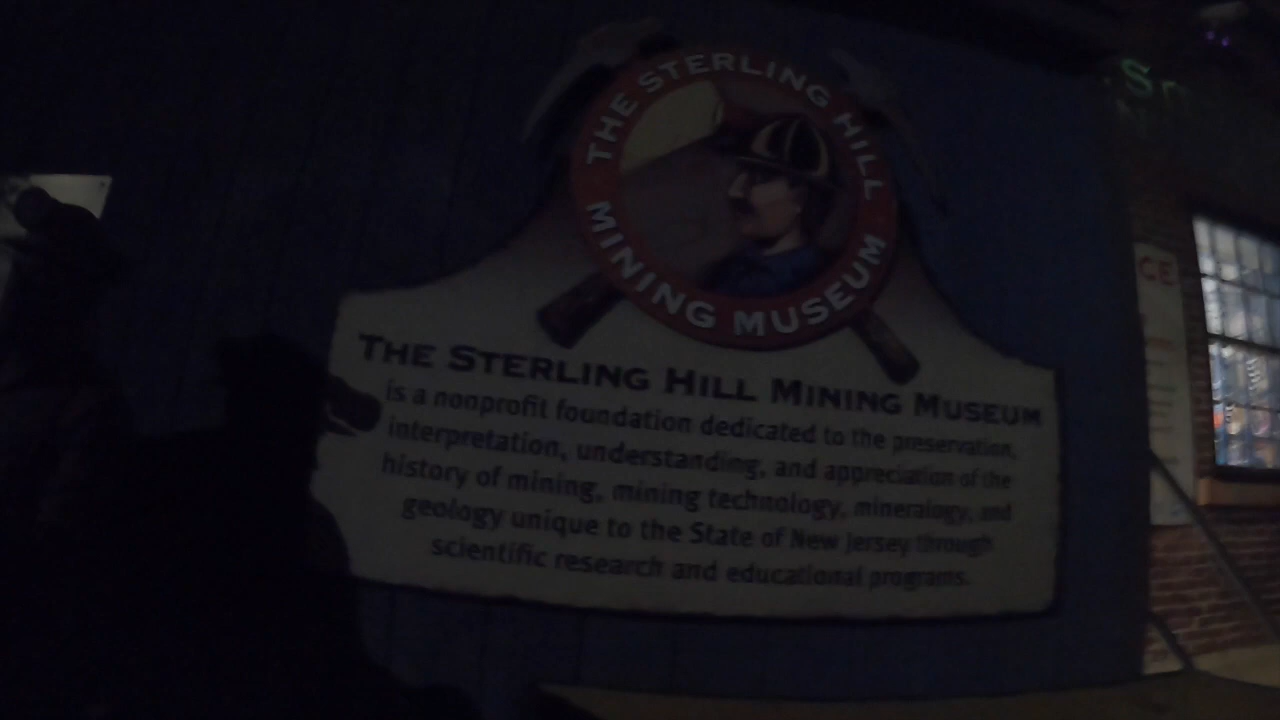 THE STERLING HILL
MINING MUSEUM
THE STERLING HILL MINING MUSEUM
is a nonprofit foundation dedicated to the preservation,
interpretation, understanding, and appreciation of the
history of mining, mining technology, mineralogy, and
geology unique to the State of New Jersey through
scientific research and educational programs.